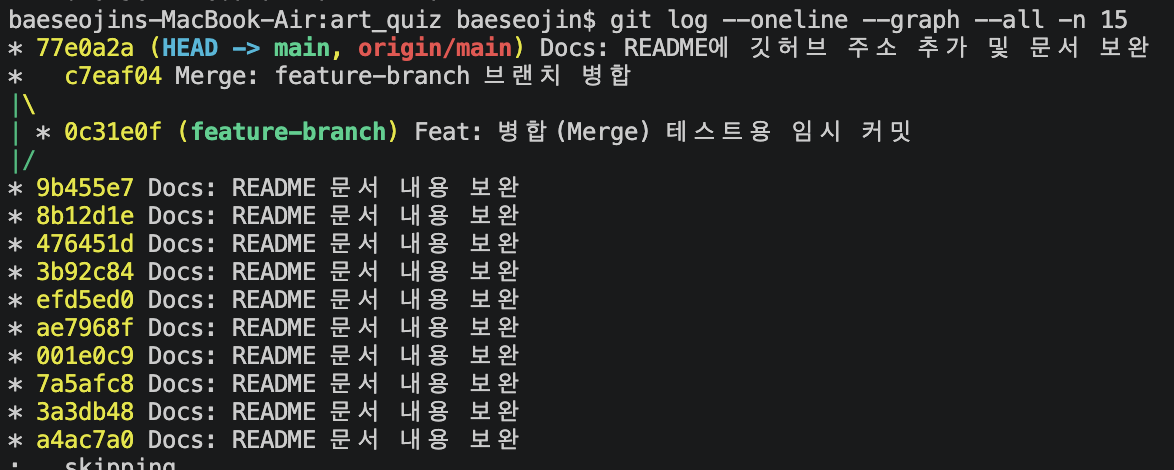 baeseojins-MacBook-Air:art_quiz baeseojin$ git log --oneline --graph --all -n 15
* 77e0a2a (HEAD -> main, origin/main) Docs: README에 깃허브 주소 추가 및 문서 보완
*   c7eaf04 Merge: feature-branch 브랜치 병합
|\
| * 0c31e0f (feature-branch) Feat: 병합(Merge) 테스트용 임시 커밋
|/
* 9b455e7 Docs: README 문서 내용 보완
* 8b12d1e Docs: README 문서 내용 보완
* 476451d Docs: README 문서 내용 보완
* 3b92c84 Docs: README 문서 내용 보완
* efd5ed0 Docs: README 문서 내용 보완
* ae7968f Docs: README 문서 내용 보완
* 001e0c9 Docs: README 문서 내용 보완
* 7a5afc8 Docs: README 문서 내용 보완
* 3a3db48 Docs: README 문서 내용 보완
* a4ac7a0 Docs: README 문서 내용 보완
:   skipping